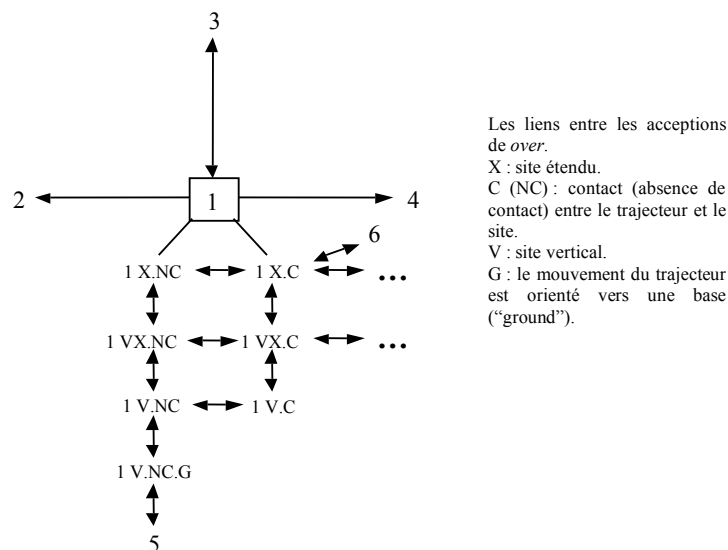 3
2
1
4
6
1 X.NC
1 X.C
...
1 VX.NC
1 VX.C
...
1 V.NC
1 V.C
1 V.NC.G
5
Les liens entre les acceptions
de over.
X : site étendu.
C (NC) : contact (absence de
contact) entre le trajecteur et le
site.
V : site vertical.
G : le mouvement du trajecteur
est orienté vers une base
(“ground”).